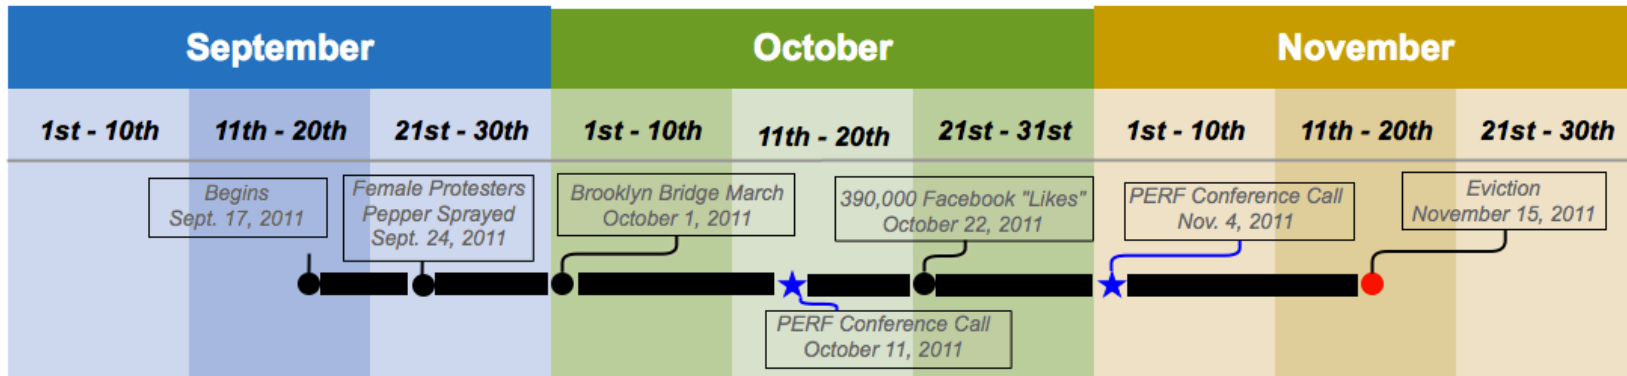 September
October
November
1st - 10th
11th - 20th
21st - 30th
1st - 10th
11th - 20th
21st - 31st
1st - 10th
11th - 20th
21st - 30th
Begins
Sept. 17, 2011
Female Protesters
Pepper Sprayed
Sept. 24, 2011
Brooklyn Bridge March
October 1, 2011
390,000 Facebook "Likes"
October 22, 2011
PERF Conference Call
Nov. 4, 2011
Eviction
November 15, 2011
PERF Conference Call
October 11, 2011